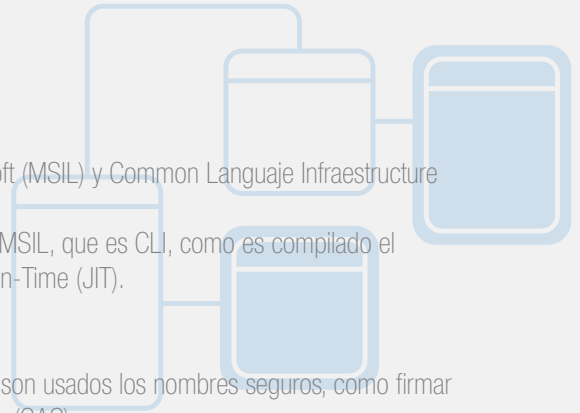 ft (MSIL) y Common Languaje Infraestructure
MSIL, que es CLI, como es compilado el
n-Time (JIT).
son usados los nombres seguros, como firmar
(GAC)